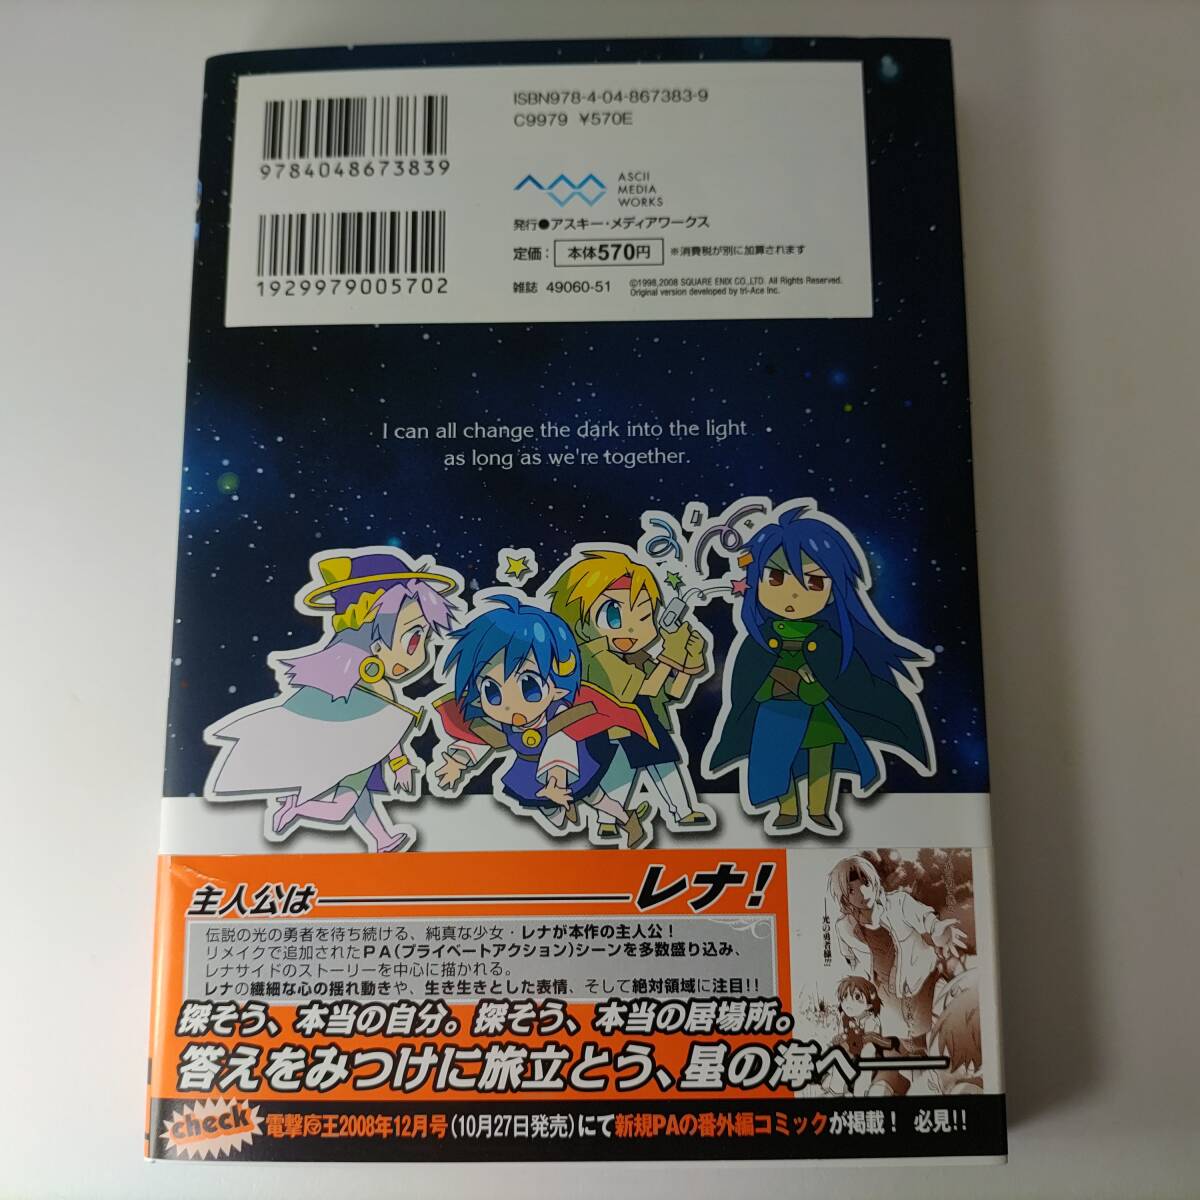 ISBN978-4-04-867383-9
C9979 ¥570E
9784048673839
1929979005702
ASCII
MEDIA
WORKS
発行●アスキー・メディアワークス
定価: 本体570円 ※消費税が別に加算されます
雑誌 49060-51
©1998,2008 SQUARE ENIX CO.,LTD. All Rights Reserved.
Original version developed by tri-Ace Inc.
I can all change the dark into the light
as long as we're together.
主人公は――レナ!
伝説の光の勇者を待ち続ける、純真な少女・レナが本作の主人公!
リメイクで追加されたPA(プライベートアクション)シーンを多数盛り込み、
レナサイドのストーリーを中心に描かれる。
レナの繊細な心の揺れ動きや、生き生きとした表情、そして絶対領域に注目!!
探そう、本当の自分。探そう、本当の居場所。
答えをみつけに旅立とう、星の海へ――
光の勇者様!!!
check
電撃マ王2008年12月号(10月27日発売)にて新規PAの番外編コミックが掲載! 必見!!